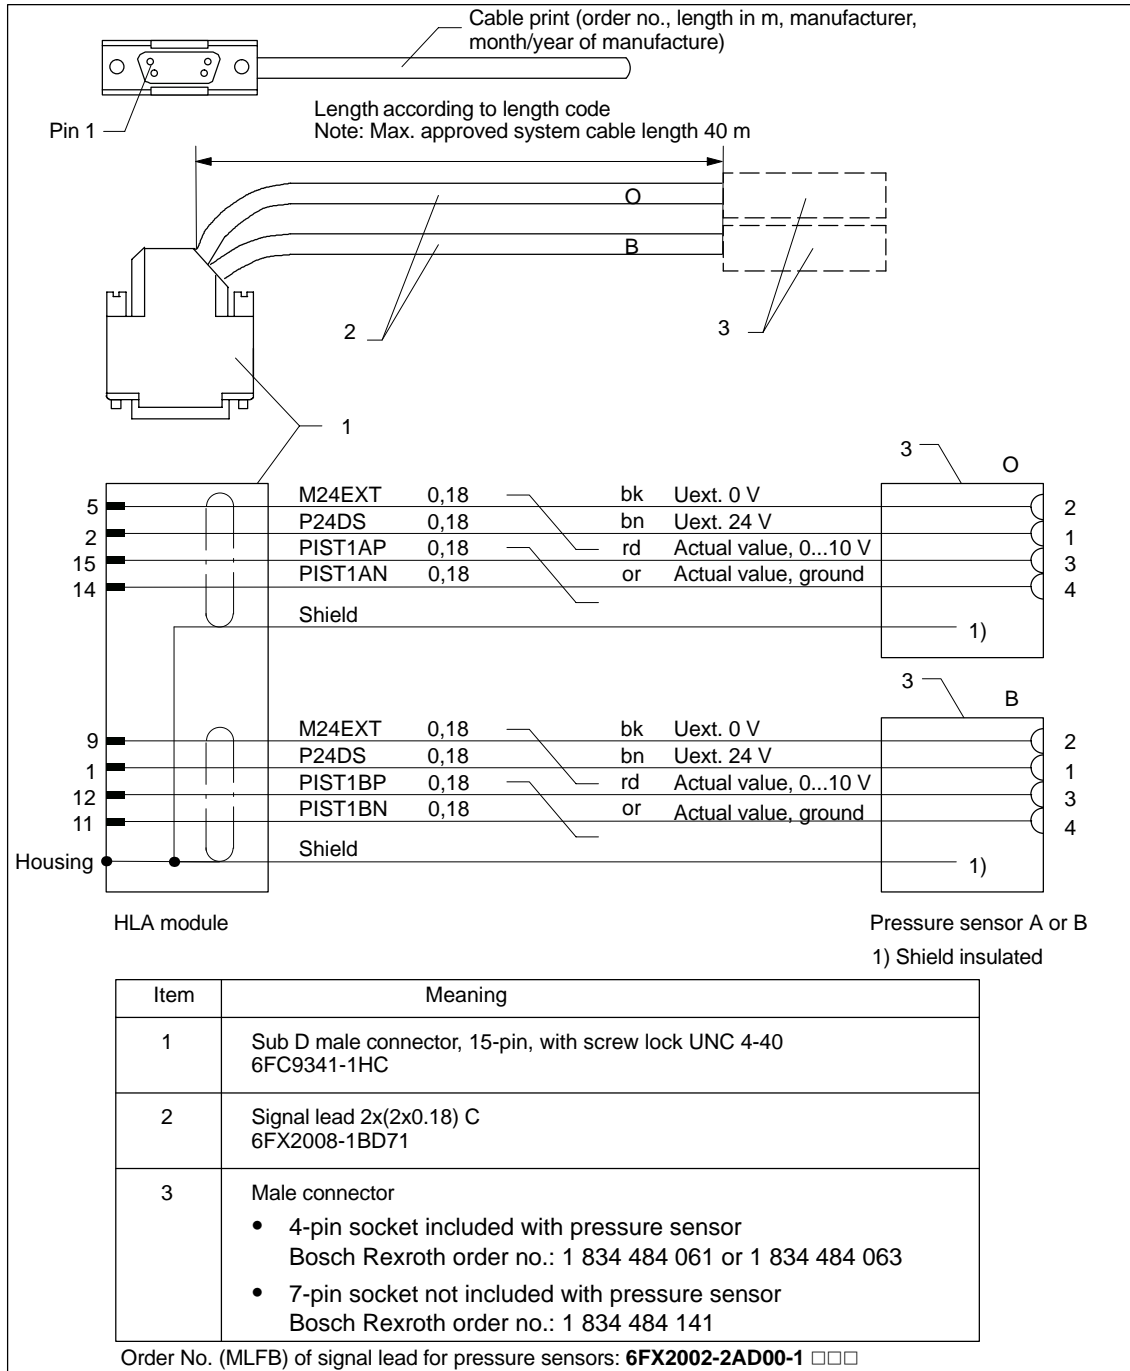 Cable print (order no., length in m, manufacturer,
month/year of manufacture)
Pin 1
Length according to length code
Note: Max. approved system cable length 40 m
O
B
2
3
1
3
O
5 M24EXT 0,18 bk Uext. 0 V 2
2 P24DS 0,18 bn Uext. 24 V 1
15 PIST1AP 0,18 rd Actual value, 0...10 V 3
14 PIST1AN 0,18 or Actual value, ground 4
Shield 1)
3
B
9 M24EXT 0,18 bk Uext. 0 V 2
1 P24DS 0,18 bn Uext. 24 V 1
12 PIST1BP 0,18 rd Actual value, 0...10 V 3
11 PIST1BN 0,18 or Actual value, ground 4
Housing Shield 1)
HLA module Pressure sensor A or B
1) Shield insulated
Item Meaning
1 Sub D male connector, 15-pin, with screw lock UNC 4-40
6FC9341-1HC
2 Signal lead 2x(2x0.18) C
6FX2008-1BD71
3 Male connector
• 4-pin socket included with pressure sensor
Bosch Rexroth order no.: 1 834 484 061 or 1 834 484 063
• 7-pin socket not included with pressure sensor
Bosch Rexroth order no.: 1 834 484 141
Order No. (MLFB) of signal lead for pressure sensors: 6FX2002-2AD00-1 □□□